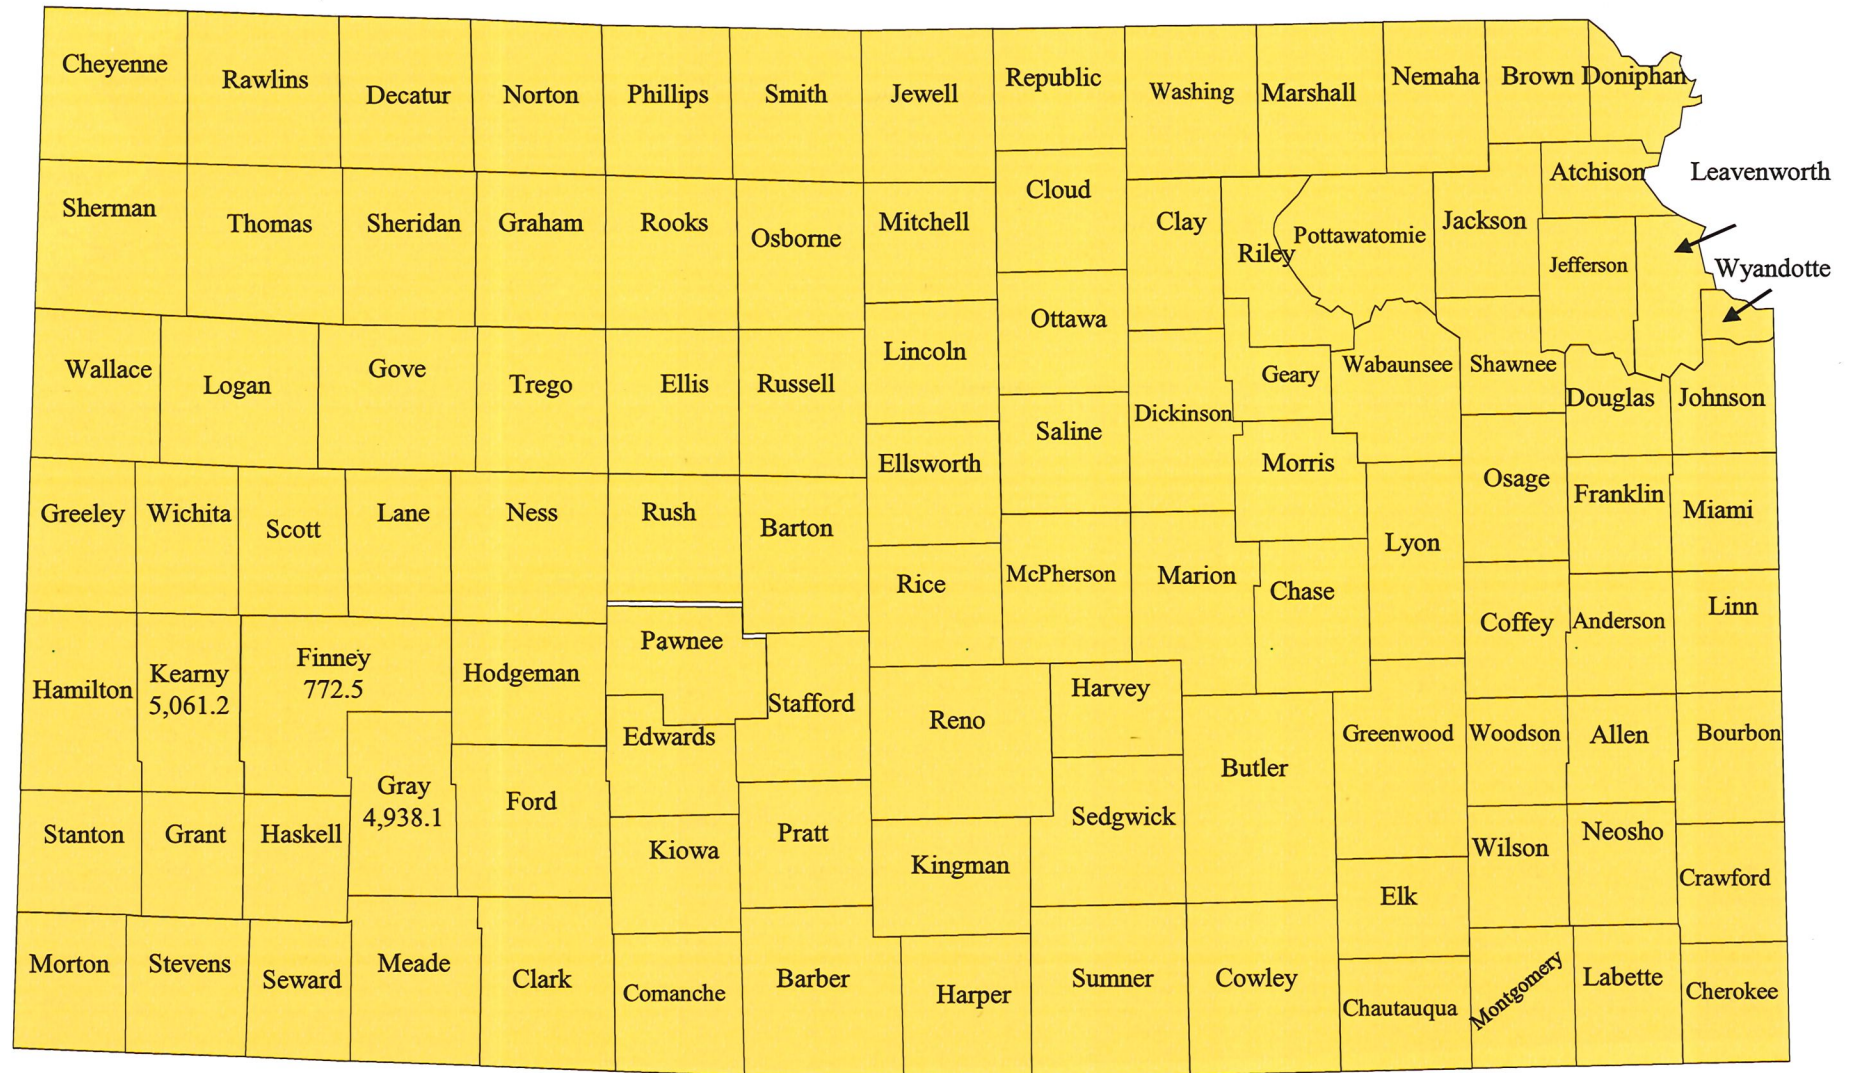 Cheyenne
Rawlins
Decatur
Norton
Phillips
Smith
Jewell
Republic
Washing
Marshall
Nemaha
Brown
Doniphan
Sherman
Thomas
Sheridan
Graham
Rooks
Osborne
Mitchell
Cloud
Clay
Riley
Pottawatomie
Jackson
Atchison
Leavenworth
Jefferson
Wyandotte
Wallace
Logan
Gove
Trego
Ellis
Russell
Lincoln
Ottawa
Dickinson
Geary
Wabaunsee
Shawnee
Douglas
Johnson
Ellsworth
Saline
Morris
Osage
Franklin
Miami
Greeley
Wichita
Scott
Lane
Ness
Rush
Barton
Rice
McPherson
Marion
Chase
Lyon
Coffey
Anderson
Linn
Hamilton
Kearny
5,061.2
Finney
772.5
Hodgeman
Pawnee
Stafford
Edwards
Reno
Harvey
Butler
Greenwood
Woodson
Allen
Bourbon
Stanton
Grant
Haskell
Gray
4,938.1
Ford
Kiowa
Pratt
Kingman
Sedgwick
Elk
Wilson
Neosho
Crawford
Morton
Stevens
Seward
Meade
Clark
Comanche
Barber
Harper
Sumner
Cowley
Chautauqua
Montgomery
Labette
Cherokee